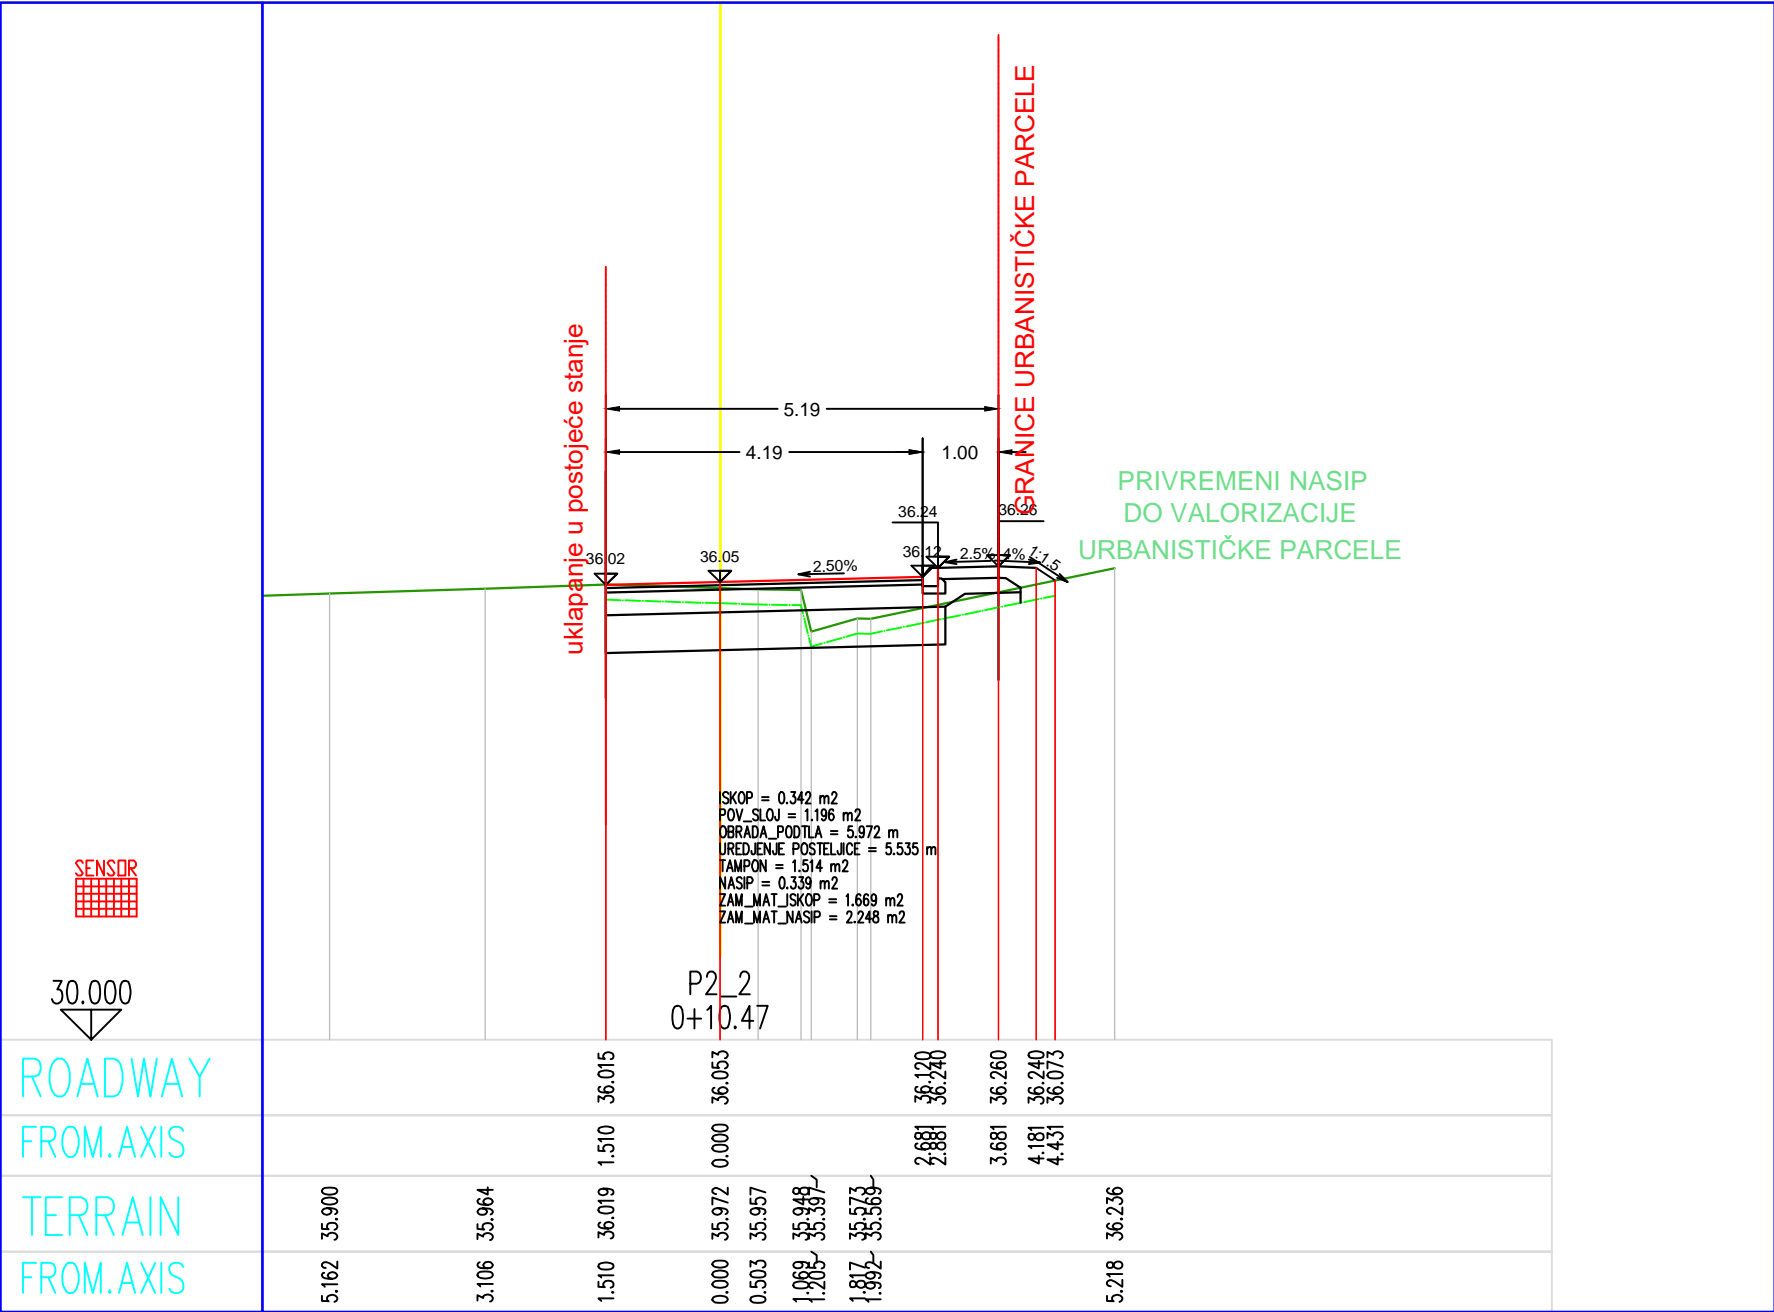 GRANICE URBANISTIČKE PARCELE
uklapanje u postojeće stanje
5.19
4.19
1.00
PRIVREMENI NASIP
DO VALORIZACIJE
URBANISTIČKE PARCELE
36.24
36.26
36.02
36.05
2.50%
36.12
2.5%
4%
1:1.5
ISKOP = 0.342 m2
POV_SLOJ = 1.196 m2
OBRADA_PODTLA = 5.972 m
UREDJENJE POSTELJICE = 5.535 m
TAMPON = 1.514 m2
NASIP = 0.339 m2
ZAM_MAT_ISKOP = 1.669 m2
ZAM_MAT_NASIP = 2.248 m2
SENSOR
P2_2
0+10.47
30.000
ROADWAY
36.015
36.053
36.120
36.240
36.260
36.240
36.073
FROM.AXIS
1.510
0.000
2.681
2.881
3.681
4.181
4.431
TERRAIN
35.900
35.964
36.019
35.972
35.957
35.948
35.397
35.573
35.569
36.236
FROM.AXIS
5.162
3.106
1.510
0.000
0.503
1.069
1.205
1.817
1.992
5.218